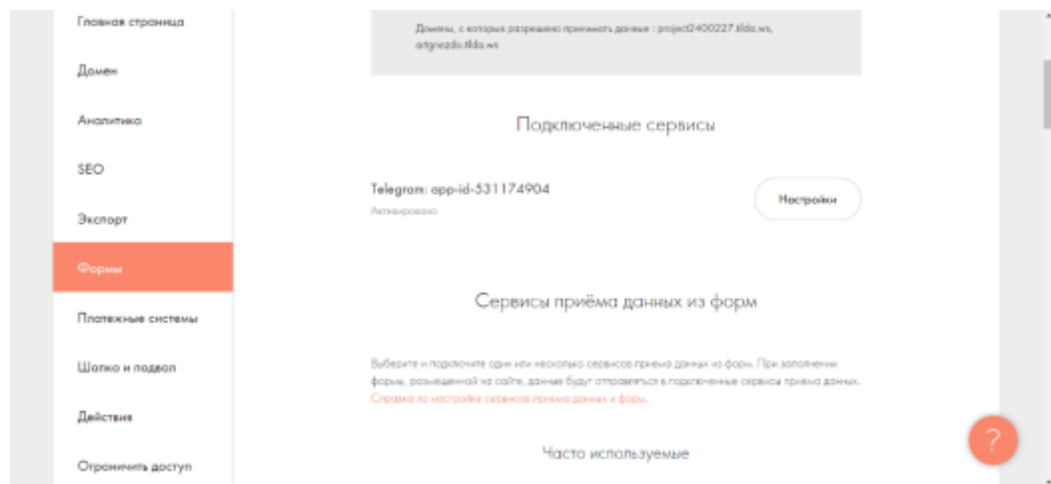 Главная страница
Домен
Аналитика
SEO
Экспорт
Формы
Платежные системы
Шапка и подвал
Действия
Ограничить доступ
Домены, с которых разрешено принимать данные : project2400227.tilda.ws,
artgnezdo.tilda.ws
Подключенные сервисы
Telegram: app-id-531174904
Активировано
Настройки
Сервисы приёма данных из форм
Выберите и подключите один или несколько сервисов приема данных из форм. При заполнении
формы, размещенной на сайте, данные будут отправляться в подключенные сервисы приема данных.
Справка по настройке сервисов приема данных и форм.
Часто используемые
?